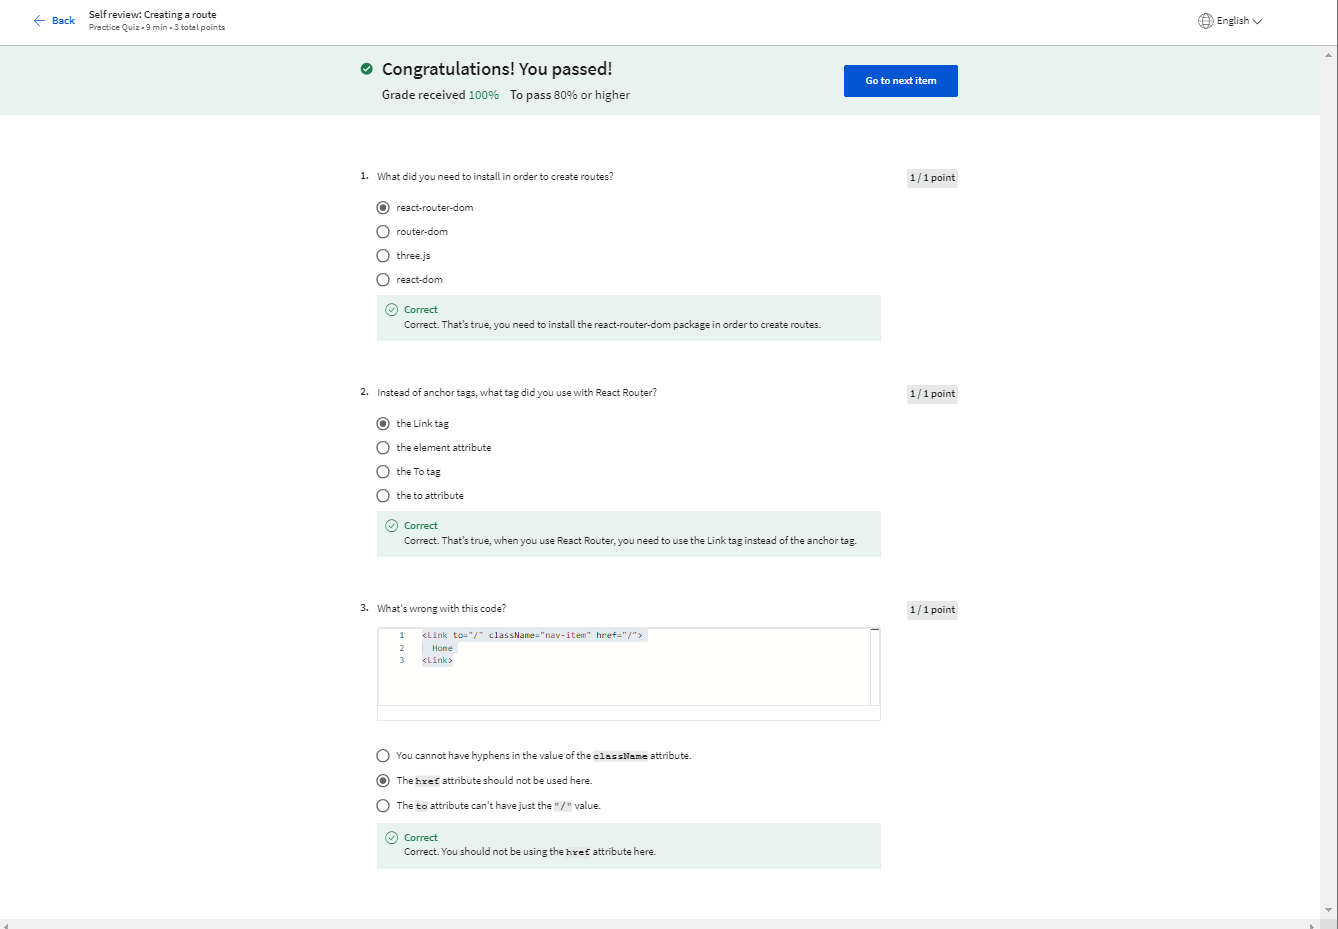 Back
Self review: Creating a route
Practice Quiz • 9 min • 3 total points
English
Congratulations! You passed!
Grade received 100% To pass 80% or higher
Go to next item
1. What did you need to install in order to create routes?
1 / 1 point
react-router-dom
router-dom
three.js
react-dom
Correct
Correct. That's true, you need to install the react-router-dom package in order to create routes.
2. Instead of anchor tags, what tag did you use with React Router?
1 / 1 point
the Link tag
the element attribute
the To tag
the to attribute
Correct
Correct. That's true, when you use React Router, you need to use the Link tag instead of the anchor tag.
3. What's wrong with this code?
1 / 1 point
1 <Link to="/" className="nav-item" href="/">
2 Home
3 <Link>
You cannot have hyphens in the value of the className attribute.
The href attribute should not be used here.
The to attribute can't have just the "/" value.
Correct
Correct. You should not be using the href attribute here.